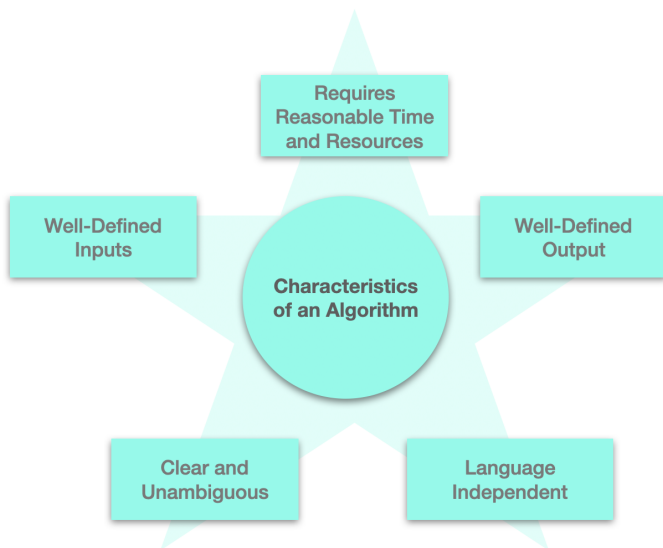 Requires
Reasonable Time
and Resources
Well-Defined
Inputs
Well-Defined
Output
Characteristics
of an Algorithm
Clear and
Unambiguous
Language
Independent